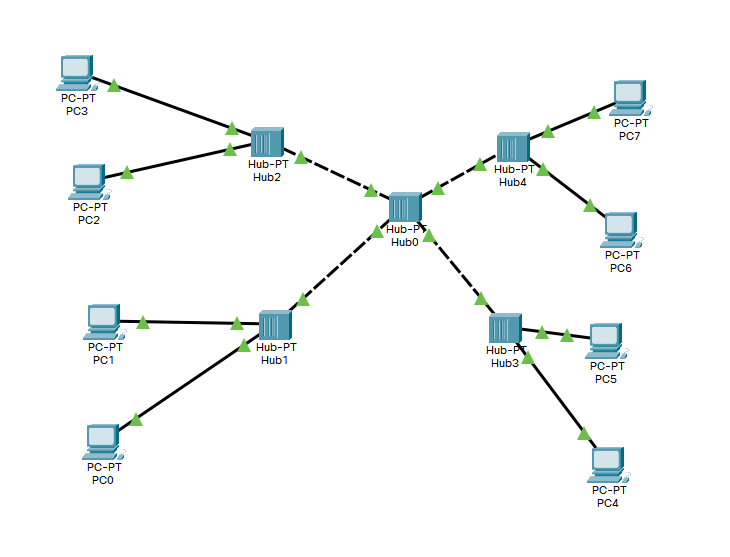 PC-PT
PC3
PC-PT
PC7
Hub-PT
Hub2
Hub-PT
Hub4
PC-PT
PC2
Hub-PT
Hub0
PC-PT
PC6
PC-PT
PC1
Hub-PT
Hub1
Hub-PT
Hub3
PC-PT
PC5
PC-PT
PC0
PC-PT
PC4